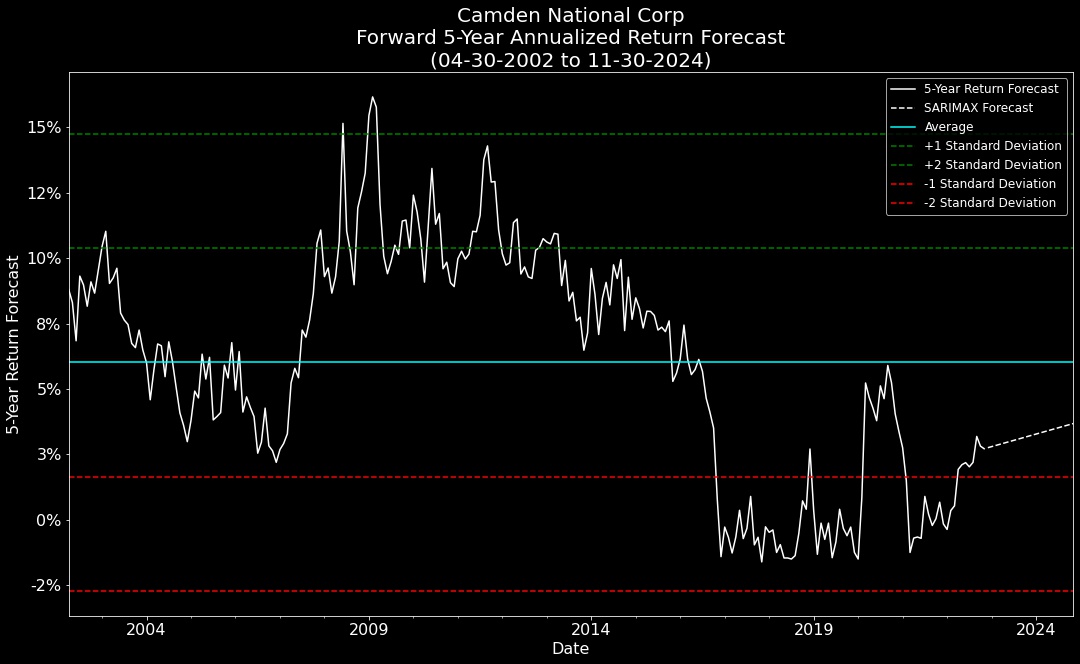 Camden National Corp
Forward 5-Year Annualized Return Forecast
(04-30-2002 to 11-30-2024)
5-Year Return Forecast
SARIMAX Forecast
Average
+1 Standard Deviation
+2 Standard Deviation
-1 Standard Deviation
-2 Standard Deviation
5-Year Return Forecast
15%
12%
10%
8%
5%
3%
0%
-2%
2004
2009
2014
2019
2024
Date